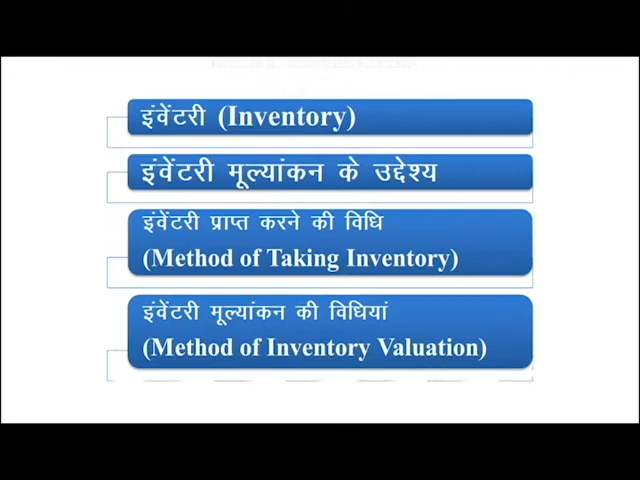 इंवेंटरी (Inventory)
इंवेंटरी मूल्यांकन के उद्देश्य
इंवेंटरी प्राप्त करने की विधि
(Method of Taking Inventory)
इंवेंटरी मूल्यांकन की विधियां
(Method of Inventory Valuation)